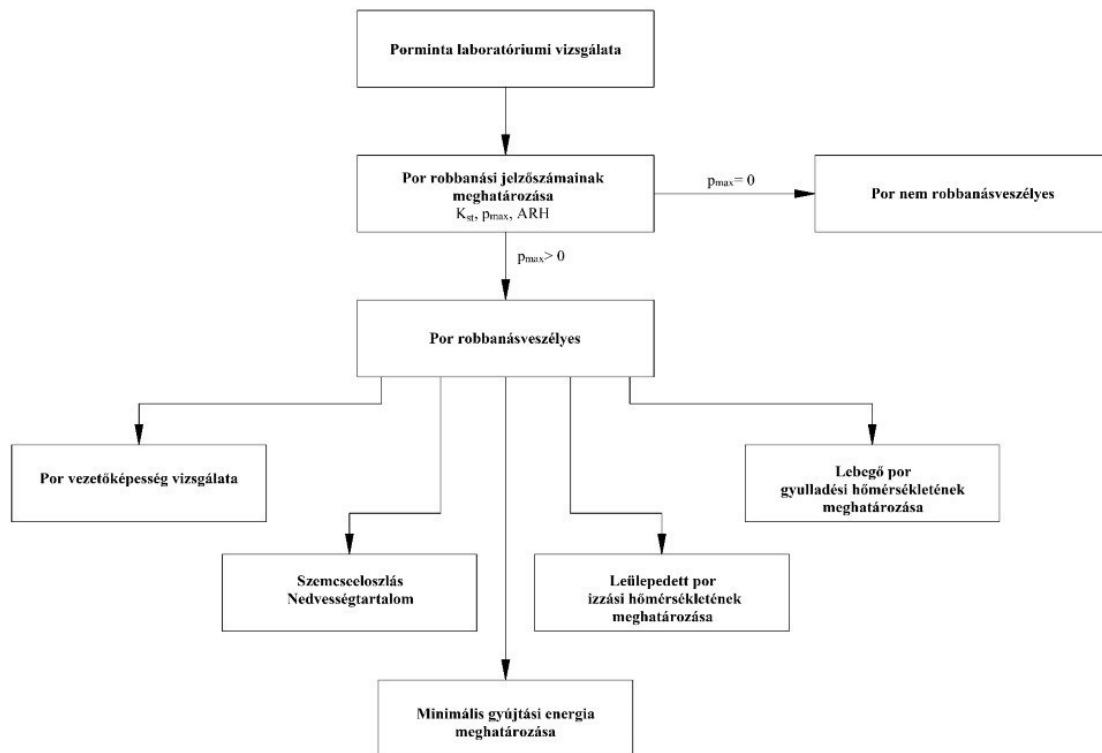 Porminta laboratóriumi vizsgálata
Por robbanási jelzőszámainak
meghatározása
Kst, pmax, ARH
pmax= 0
Por nem robbanásveszélyes
pmax> 0
Por robbanásveszélyes
Por vezetőképesség vizsgálata
Lebegő por
gyulladési hőmérsékletének
meghatározása
Szemcseeloszlás
Nedvességtartalom
Leülepedett por
izzási hőmérsékletének
meghatározása
Minimális gyújtási energia
meghatározása